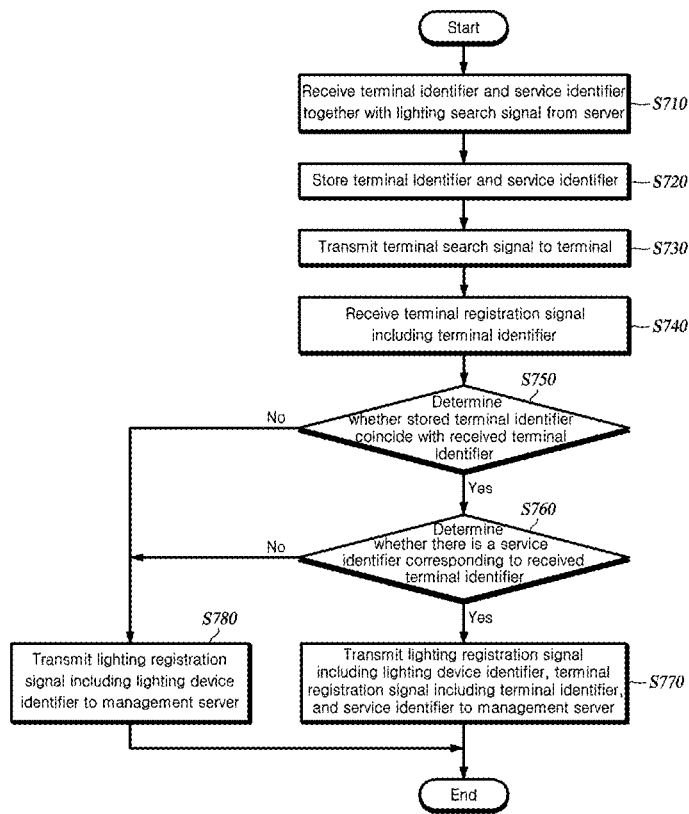 Start
Receive terminal identifier and service identifier
together with lighting search signal from server
S710
Store terminal identifier and service identifier
S720
Transmit terminal search signal to terminal
S730
Receive terminal registration signal
including terminal identifier
S740
S750
Determine
whether stored terminal identifier
coincide with received terminal
identifier
No
Yes
S760
Determine
whether there is a service
identifier corresponding to received
terminal identifier
No
Yes
S780
Transmit lighting registration
signal including lighting device
identifier to management server
Transmit lighting registration signal
including lighting device identifier, terminal
registration signal including terminal identifier,
and service identifier to management server
S770
End